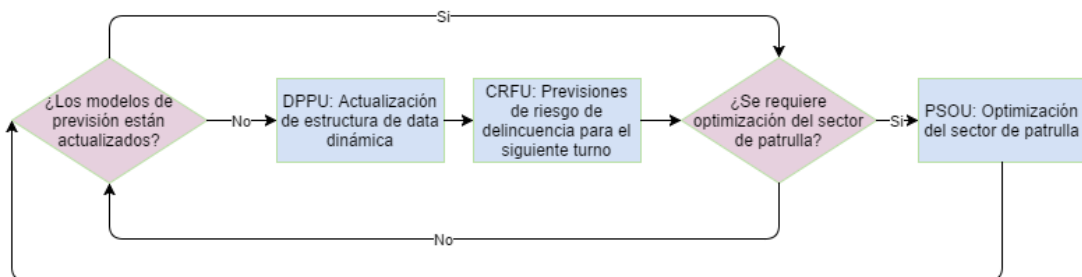 Si
¿Los modelos de
previsión están
actualizados?
No
DPPU: Actualización
de estructura de data
dinámica
CRFU: Previsiones
de riesgo de
delincuencia para el
siguiente turno
¿Se requiere
optimización del sector
de patrulla?
Si
PSOU: Optimización
del sector de patrulla
No